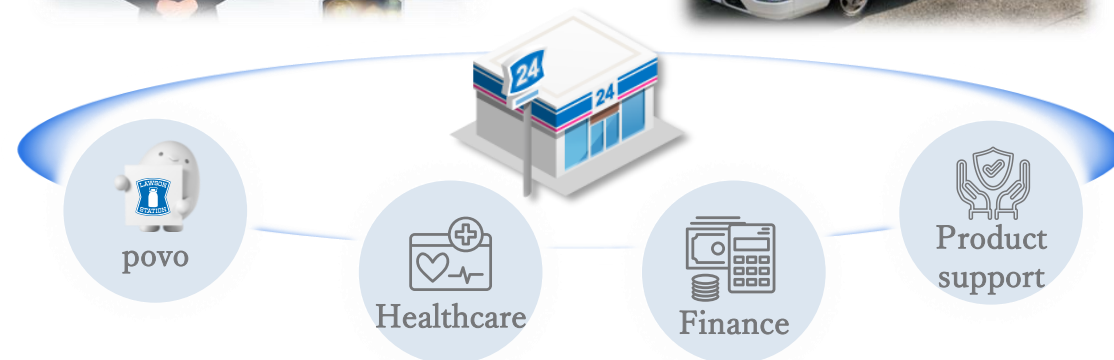 24
24
LAWSON
STATION
povo
Healthcare
Finance
Product
support